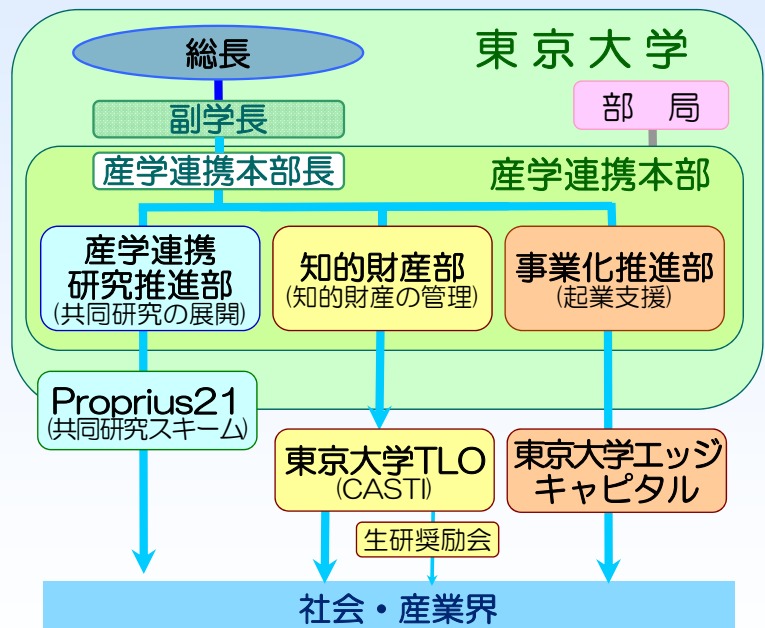 東京大学
総長
副学長
部　局
産学連携本部長
産学連携本部
産学連携
研究推進部
(共同研究の展開)
知的財産部
(知的財産の管理)
事業化推進部
(起業支援)
Proprius21
(共同研究スキーム)
東京大学TLO
(CASTI)
東京大学エッジ
キャピタル
生研奨励会
社会・産業界